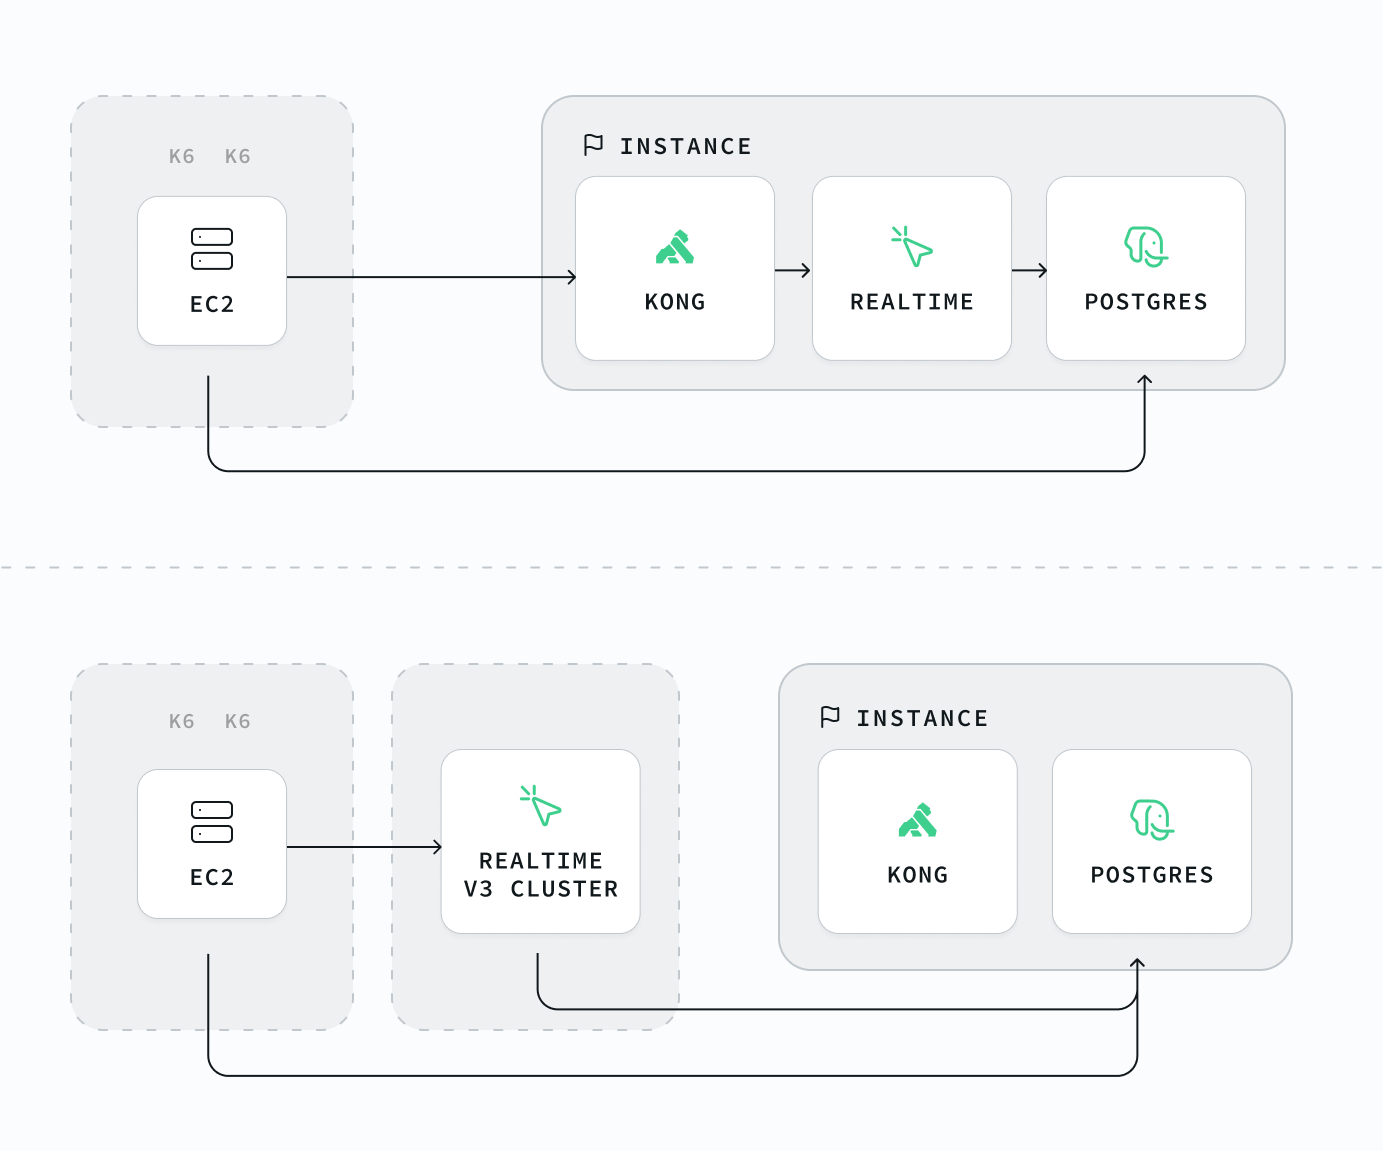 K6 K6
EC2
INSTANCE
KONG
REALTIME
POSTGRES
K6 K6
EC2
REALTIME
V3 CLUSTER
INSTANCE
KONG
POSTGRES